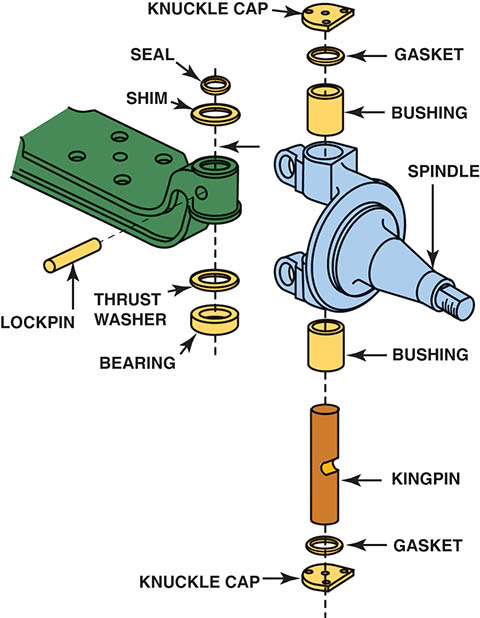 KNUCKLE CAP
SEAL
GASKET
SHIM
BUSHING
SPINDLE
THRUST
WASHER
LOCKPIN
BEARING
BUSHING
KINGPIN
GASKET
KNUCKLE CAP